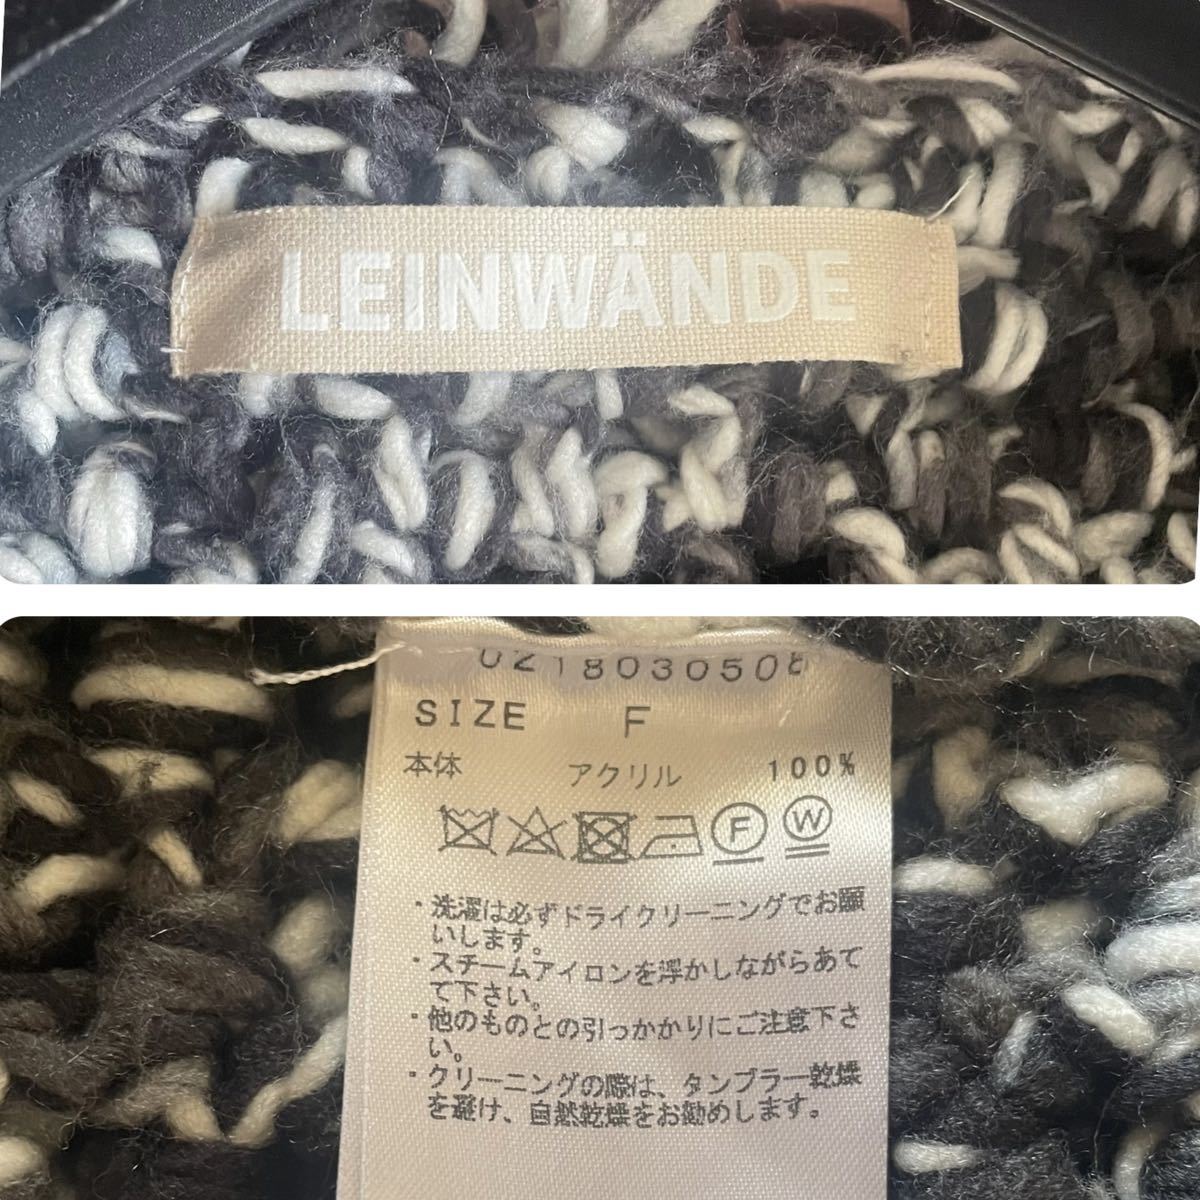 LEINWÄNDE
0218030508
SIZE F
本体 アクリル 100%
F W
・洗濯は必ずドライクリーニングでお願
いします。
・スチームアイロンを浮かしながらあて
て下さい。
・他のものとの引っかかりにご注意下さ
い。
・クリーニングの際は、タンブラー乾燥
を避け、自然乾燥をお勧めします。